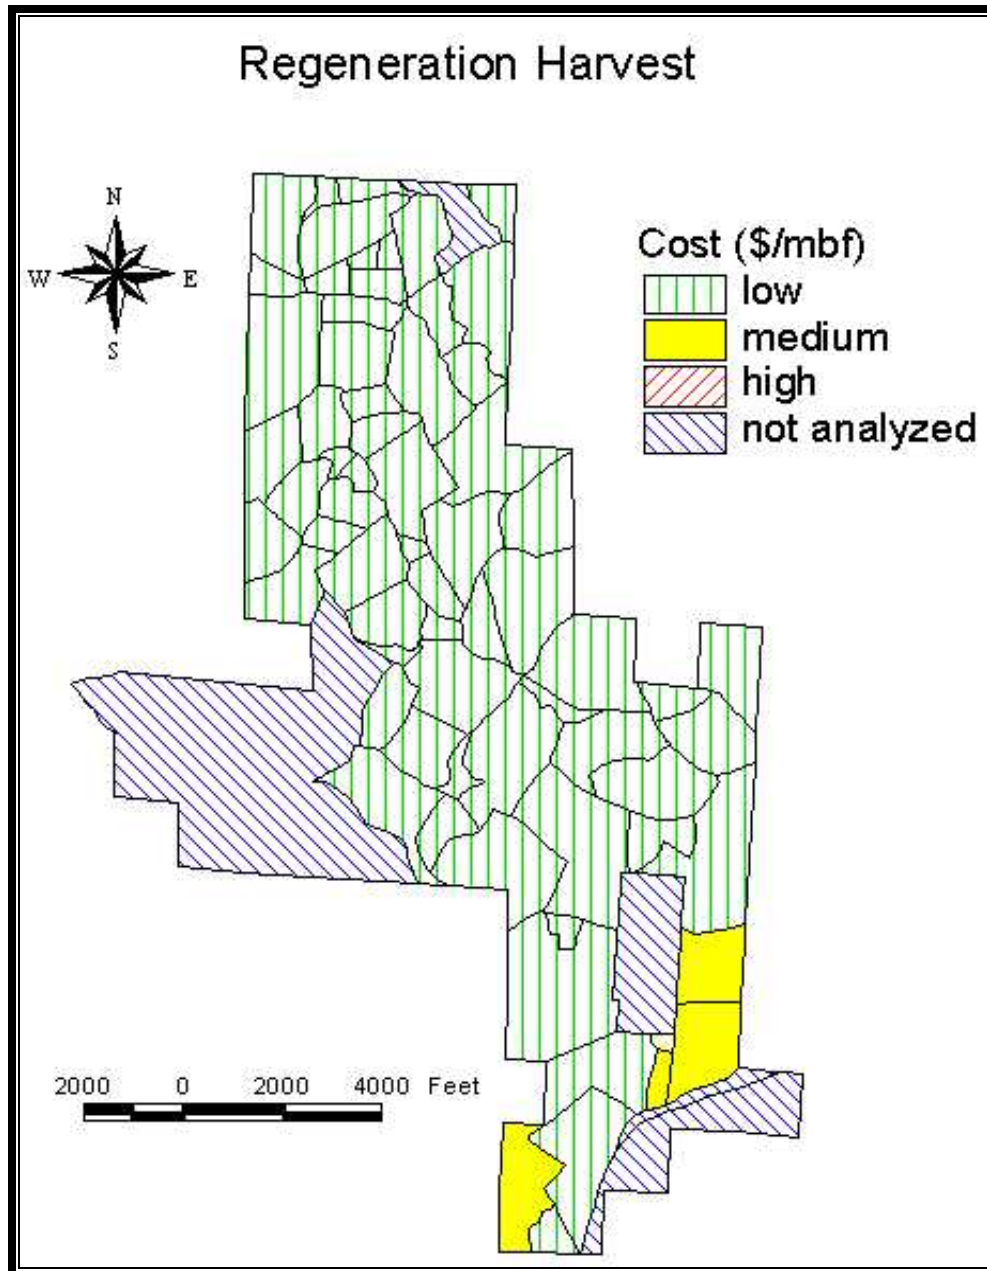 Regeneration Harvest
N
W
E
S
Cost ($/mbf)
low
medium
high
not analyzed
2000 0 2000 4000 Feet